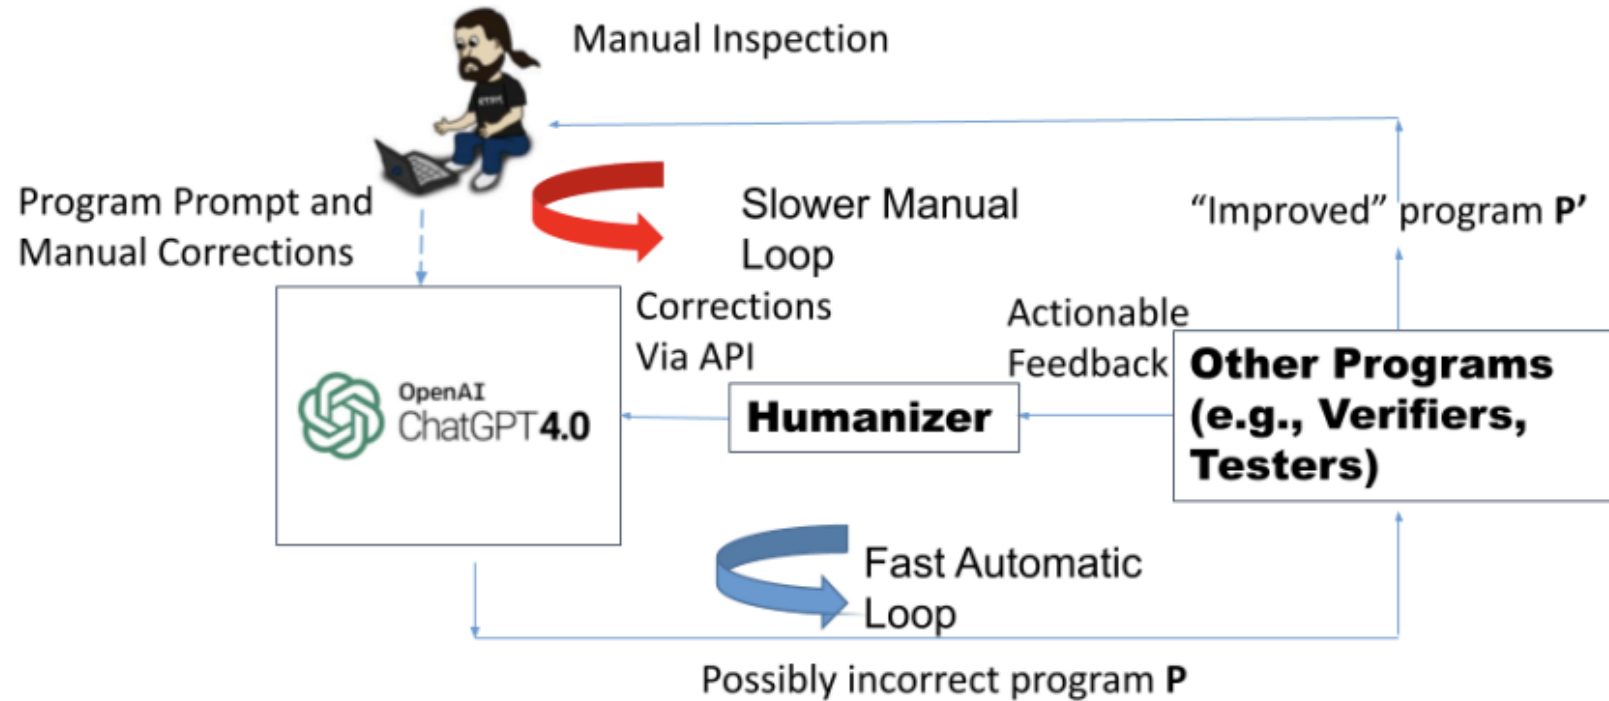 Manual Inspection
Program Prompt and
Manual Corrections
Slower Manual
Loop
“Improved” program P’
Corrections
Via API
Actionable
Feedback
OpenAI
ChatGPT4.0
Humanizer
Other Programs
(e.g., Verifiers,
Testers)
Fast Automatic
Loop
Possibly incorrect program P